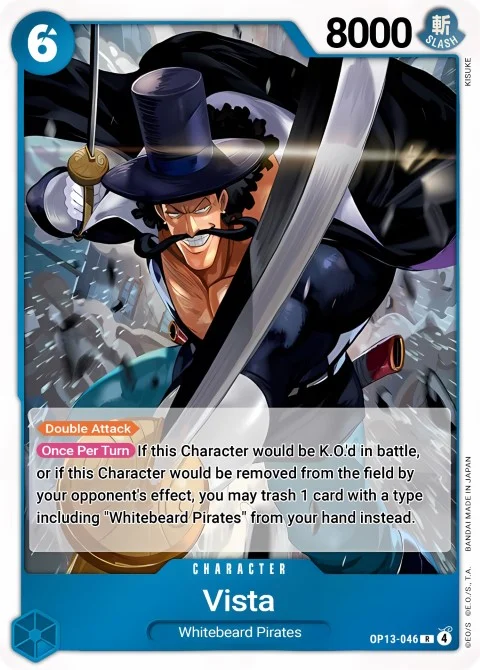 6
8000
斬
SLASH
KISUKE
Double Attack
Once Per Turn If this Character would be K.O.'d in battle,
or if this Character would be removed from the field by
your opponent's effect, you may trash 1 card with a type
including "Whitebeard Pirates" from your hand instead.
CHARACTER
Vista
Whitebeard Pirates
OP13-046 R 4
©E.O/S ©E.O./S., T.A. BANDAI MADE IN JAPAN